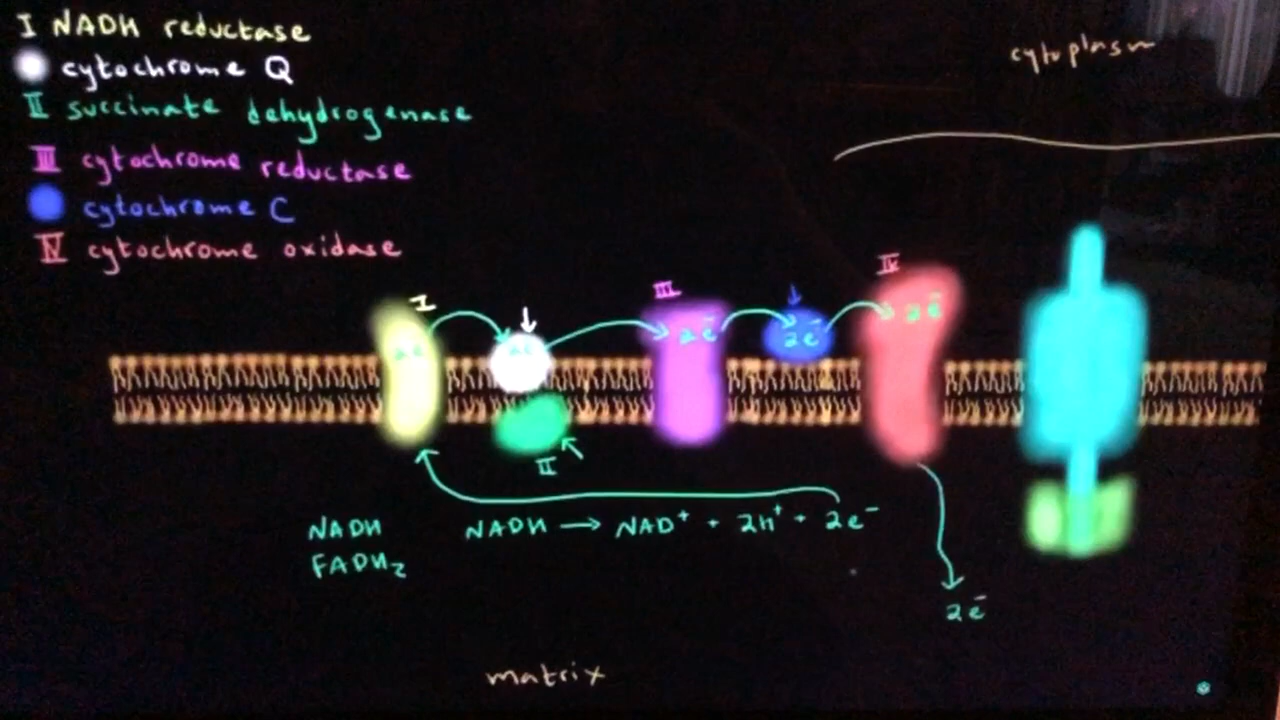 I NADH reductase
cytochrome Q
II succinate dehydrogenase
III cytochrome reductase
cytochrome C
IV cytochrome oxidase
cytoplasm
I
III
IV
2e⁻
2e⁻
2e⁻
II
NADH
FADH₂
NADH → NAD⁺ + 2H⁺ + 2e⁻
2e⁻
matrix